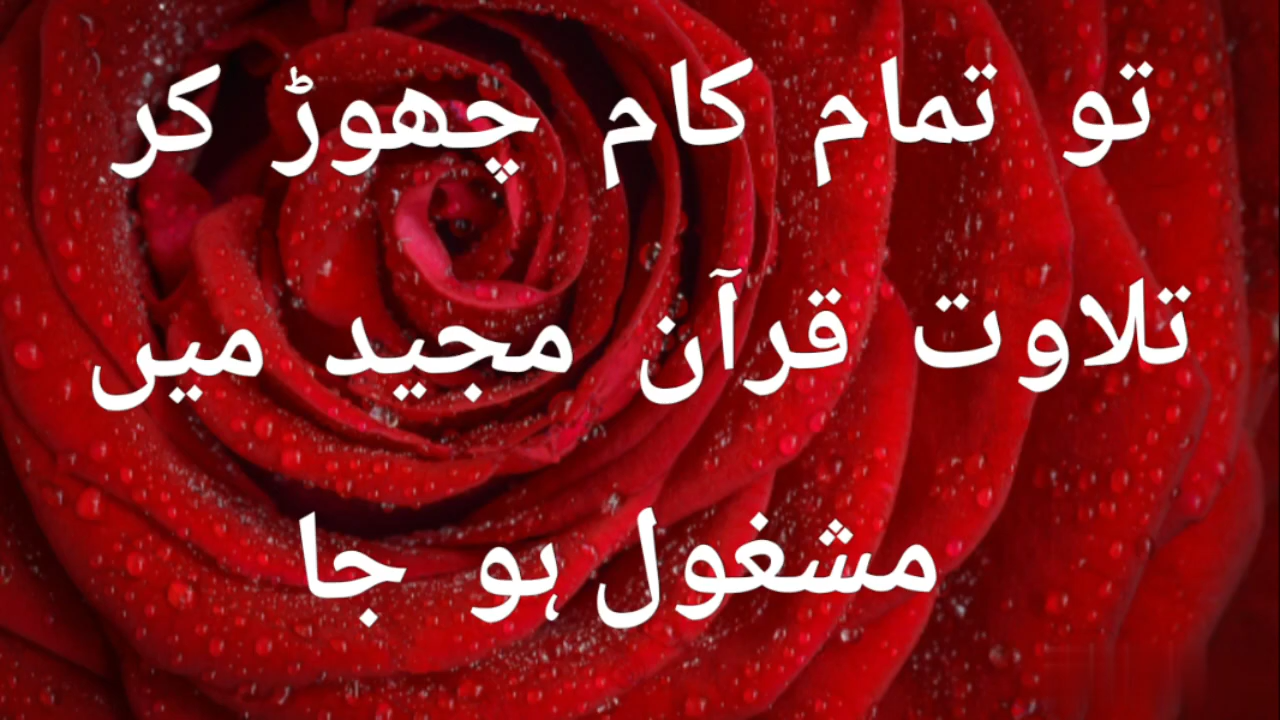 تو تمام کام چھوڑ کر
تلاوت قرآن مجید میں
مشغول ہو جا